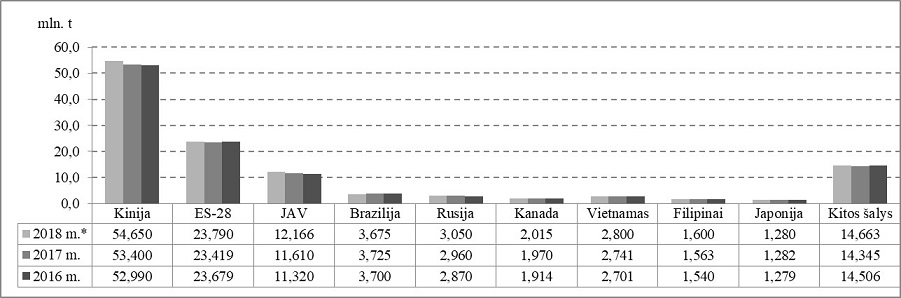 mln. t
60,0
50,0
40,0
30,0
20,0
10,0
0,0
Kinija ES-28 JAV Brazilija Rusija Kanada Vietnamas Filipinai Japonija Kitos šalys
2018 m.* 54,650 23,790 12,166 3,675 3,050 2,015 2,800 1,600 1,280 14,663
2017 m. 53,400 23,419 11,610 3,725 2,960 1,970 2,741 1,563 1,282 14,345
2016 m. 52,990 23,679 11,320 3,700 2,870 1,914 2,701 1,540 1,279 14,506